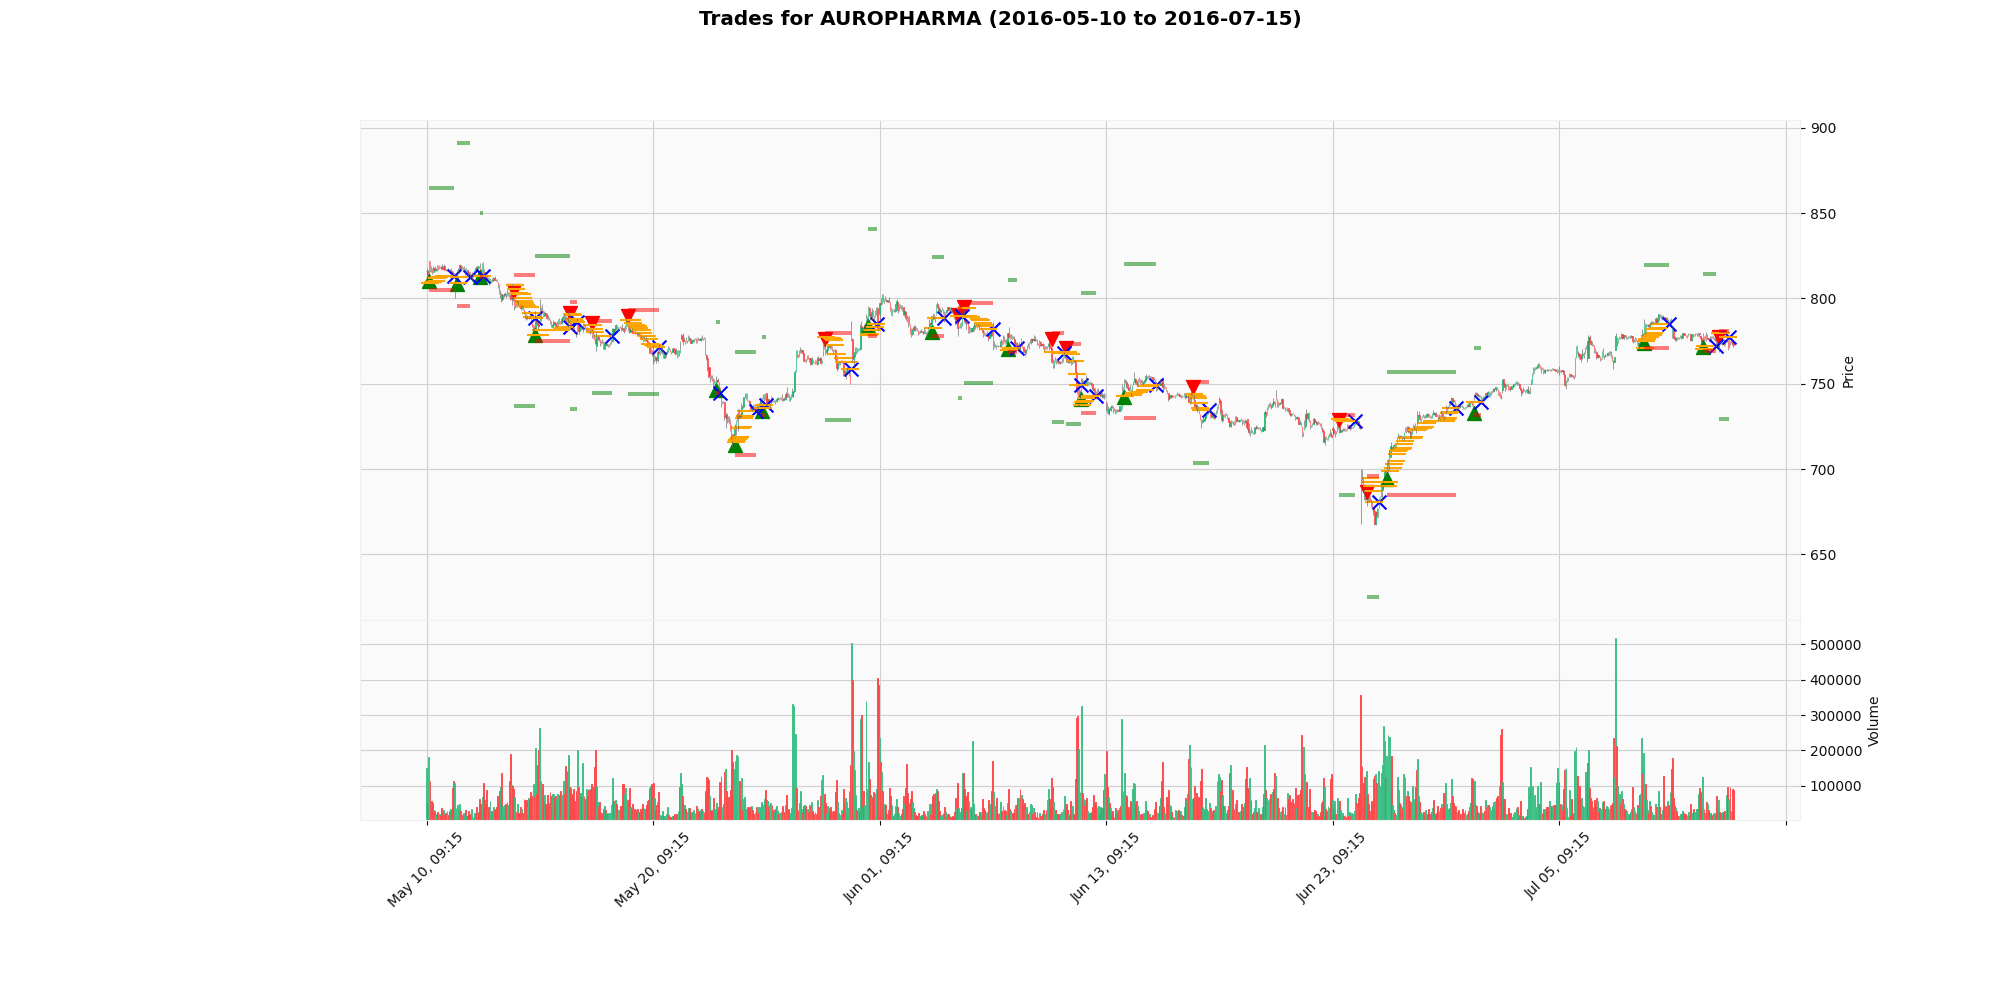 Trades for AUROPHARMA (2016-05-10 to 2016-07-15)
900
850
800
750
700
650
Price
500000
400000
300000
200000
100000
Volume
May 10, 09:15
May 20, 09:15
Jun 01, 09:15
Jun 13, 09:15
Jun 23, 09:15
Jul 05, 09:15